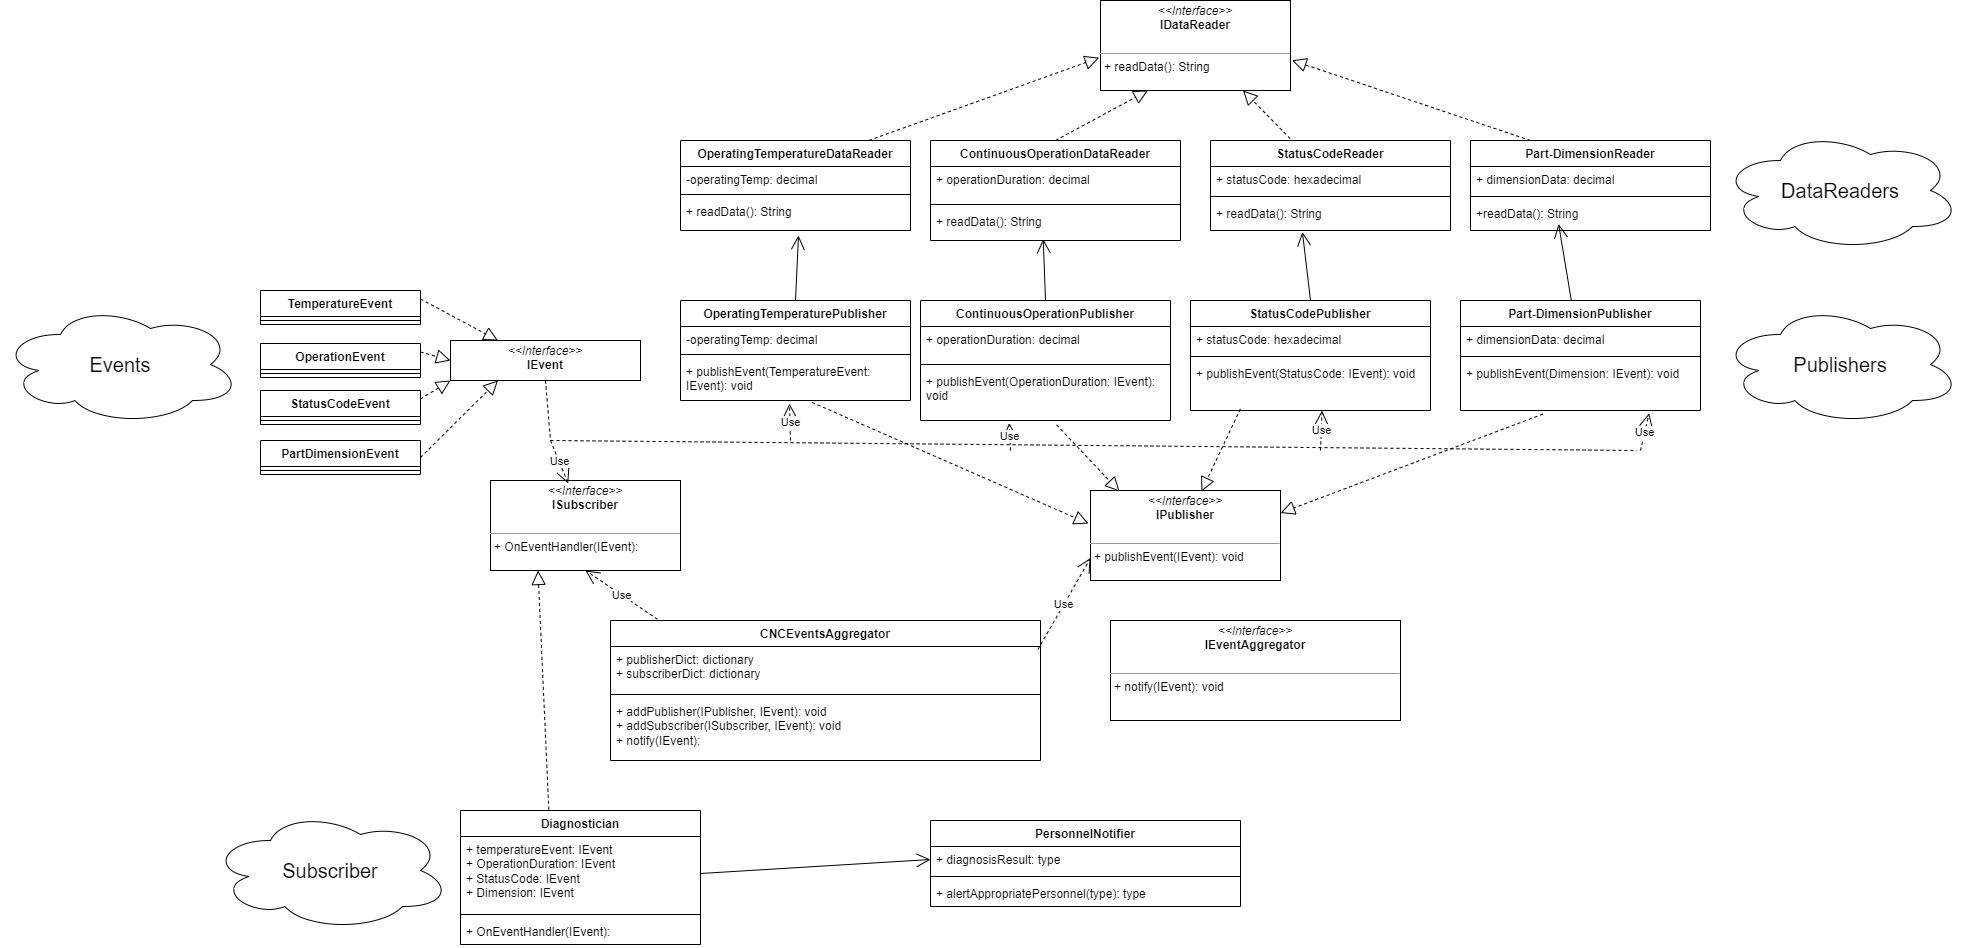 <<Interface>>
IDataReader
+ readData(): String
OperatingTemperatureDataReader
-operatingTemp: decimal
+ readData(): String
ContinuousOperationDataReader
+ operationDuration: decimal
+ readData(): String
StatusCodeReader
+ statusCode: hexadecimal
+ readData(): String
Part-DimensionReader
+ dimensionData: decimal
+readData(): String
DataReaders
Events
TemperatureEvent
OperationEvent
StatusCodeEvent
PartDimensionEvent
<<Interface>>
IEvent
OperatingTemperaturePublisher
-operatingTemp: decimal
+ publishEvent(TemperatureEvent:
IEvent): void
ContinuousOperationPublisher
+ operationDuration: decimal
+ publishEvent(OperationDuration: IEvent):
void
StatusCodePublisher
+ statusCode: hexadecimal
+ publishEvent(StatusCode: IEvent): void
Part-DimensionPublisher
+ dimensionData: decimal
+ publishEvent(Dimension: IEvent): void
Publishers
Use
Use
Use
Use
Use
<<Interface>>
ISubscriber
+ OnEventHandler(IEvent):
<<Interface>>
IPublisher
+ publishEvent(IEvent): void
Use
Use
CNCEventsAggregator
+ publisherDict: dictionary
+ subscriberDict: dictionary
+ addPublisher(IPublisher, IEvent): void
+ addSubscriber(ISubscriber, IEvent): void
+ notify(IEvent):
<<Interface>>
IEventAggregator
+ notify(IEvent): void
Subscriber
Diagnostician
+ temperatureEvent: IEvent
+ OperationDuration: IEvent
+ StatusCode: IEvent
+ Dimension: IEvent
+ OnEventHandler(IEvent):
PersonnelNotifier
+ diagnosisResult: type
+ alertAppropriatePersonnel(type): type